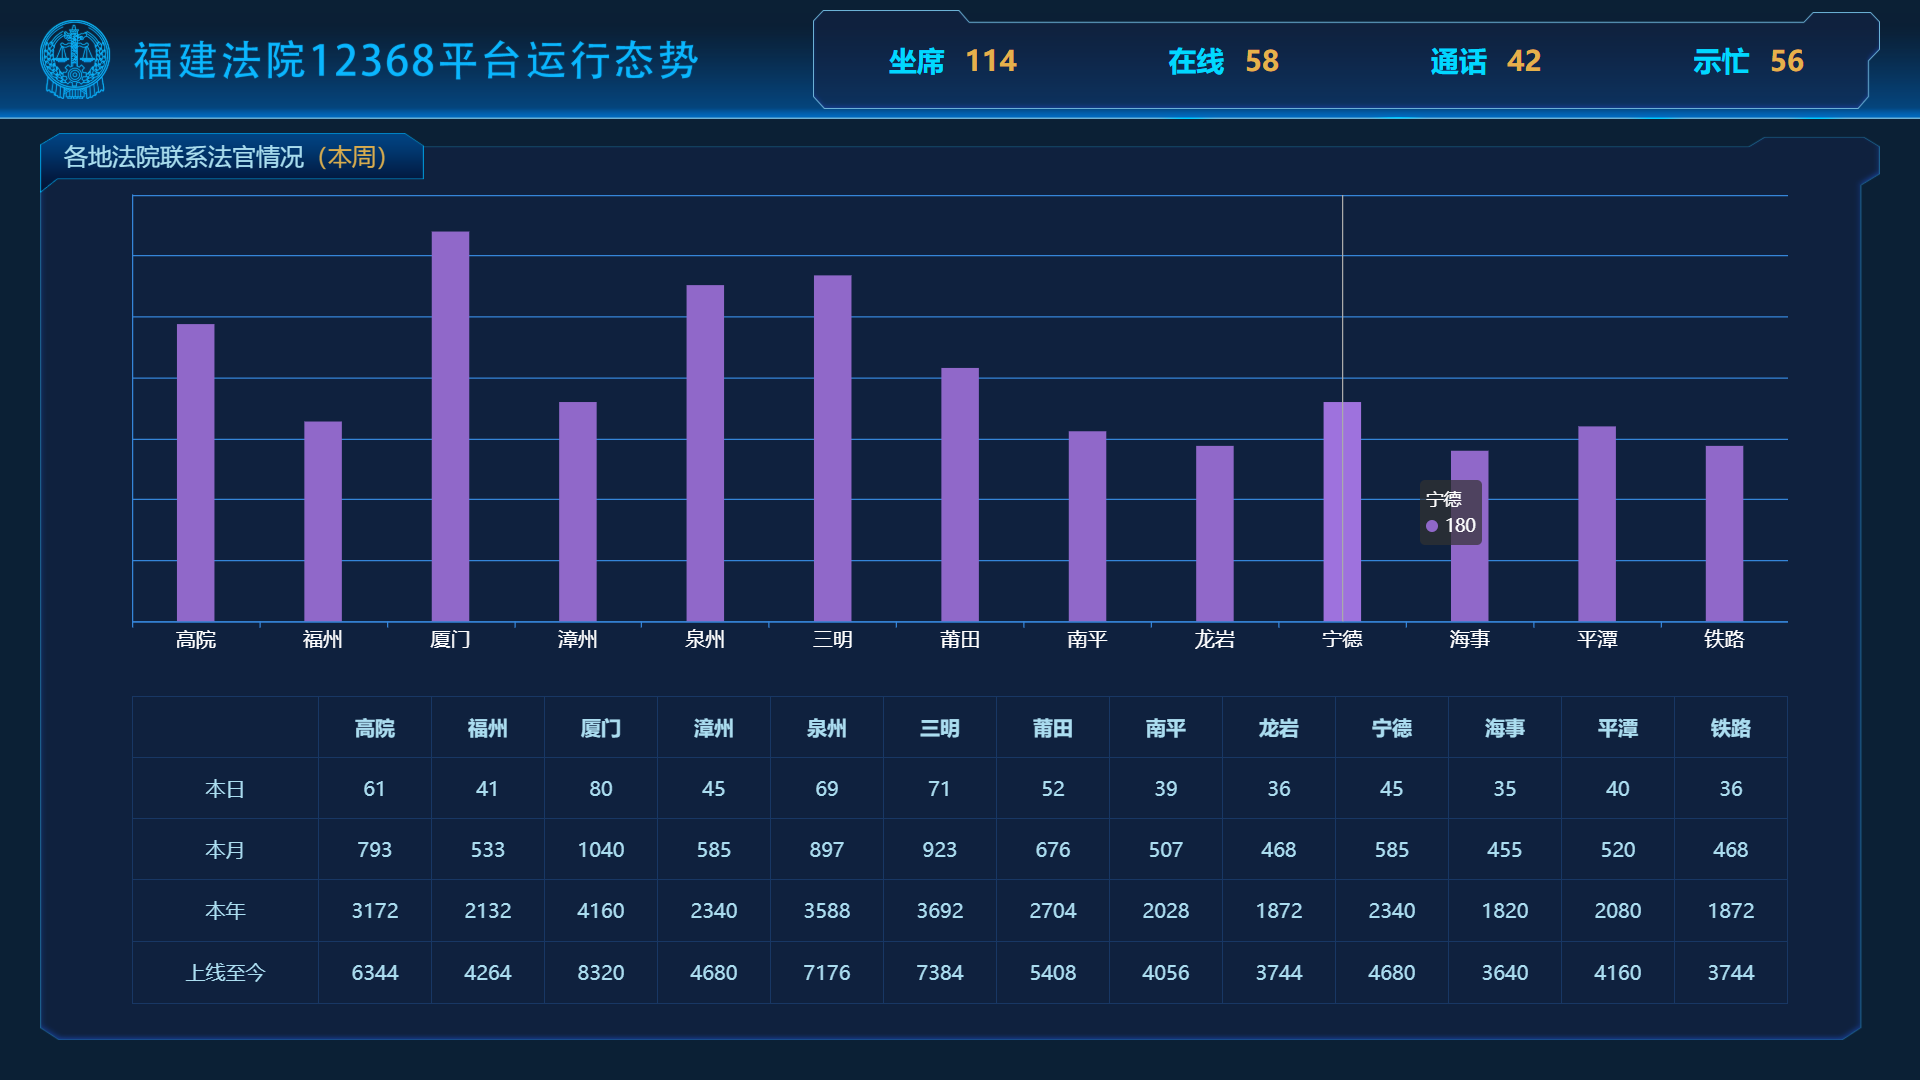 福建法院12368平台运行态势
坐席 114 在线 58 通话 42 示忙 56
各地法院联系法官情况（本周）
宁德
180
高院 福州 厦门 漳州 泉州 三明 莆田 南平 龙岩 宁德 海事 平潭 铁路
高院 福州 厦门 漳州 泉州 三明 莆田 南平 龙岩 宁德 海事 平潭 铁路
本日 61 41 80 45 69 71 52 39 36 45 35 40 36
本月 793 533 1040 585 897 923 676 507 468 585 455 520 468
本年 3172 2132 4160 2340 3588 3692 2704 2028 1872 2340 1820 2080 1872
上线至今 6344 4264 8320 4680 7176 7384 5408 4056 3744 4680 3640 4160 3744